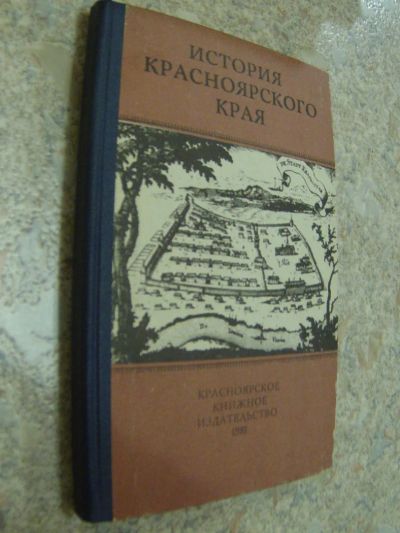 ИСТОРИЯ
КРАСНОЯРСКОГО
КРАЯ
КРАСНОЯРСКОЕ
КНИЖНОЕ
ИЗДАТЕЛЬСТВО